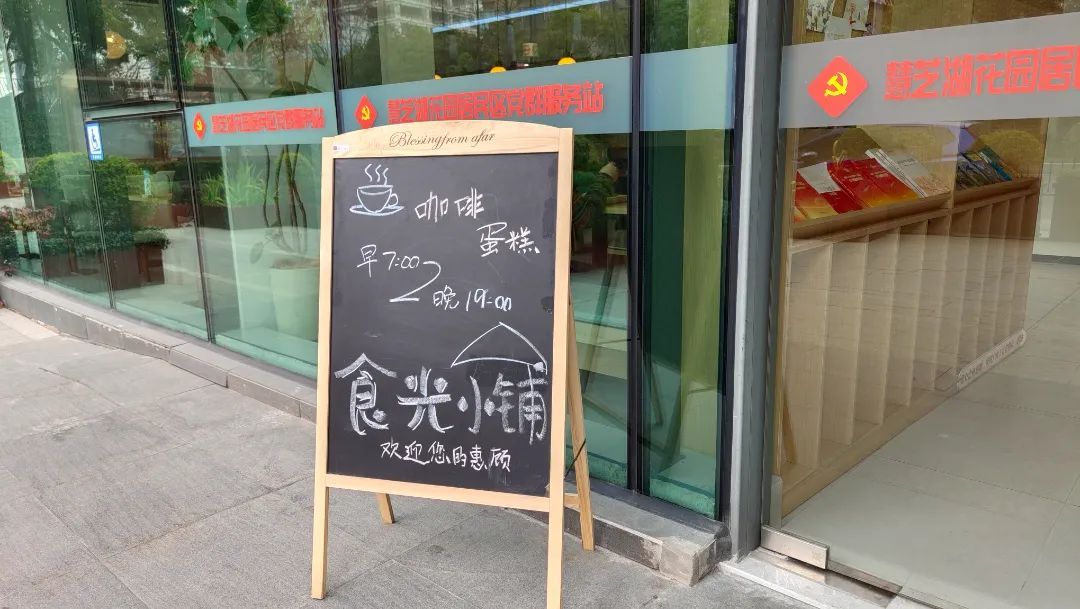 慧芝湖花园居民区党群服务站
慧芝湖花园居民区党群服务站
慧芝湖花园居民
Blessing from afar
咖啡
蛋糕
早7:00
晚19:00
食光小铺
欢迎您的惠顾